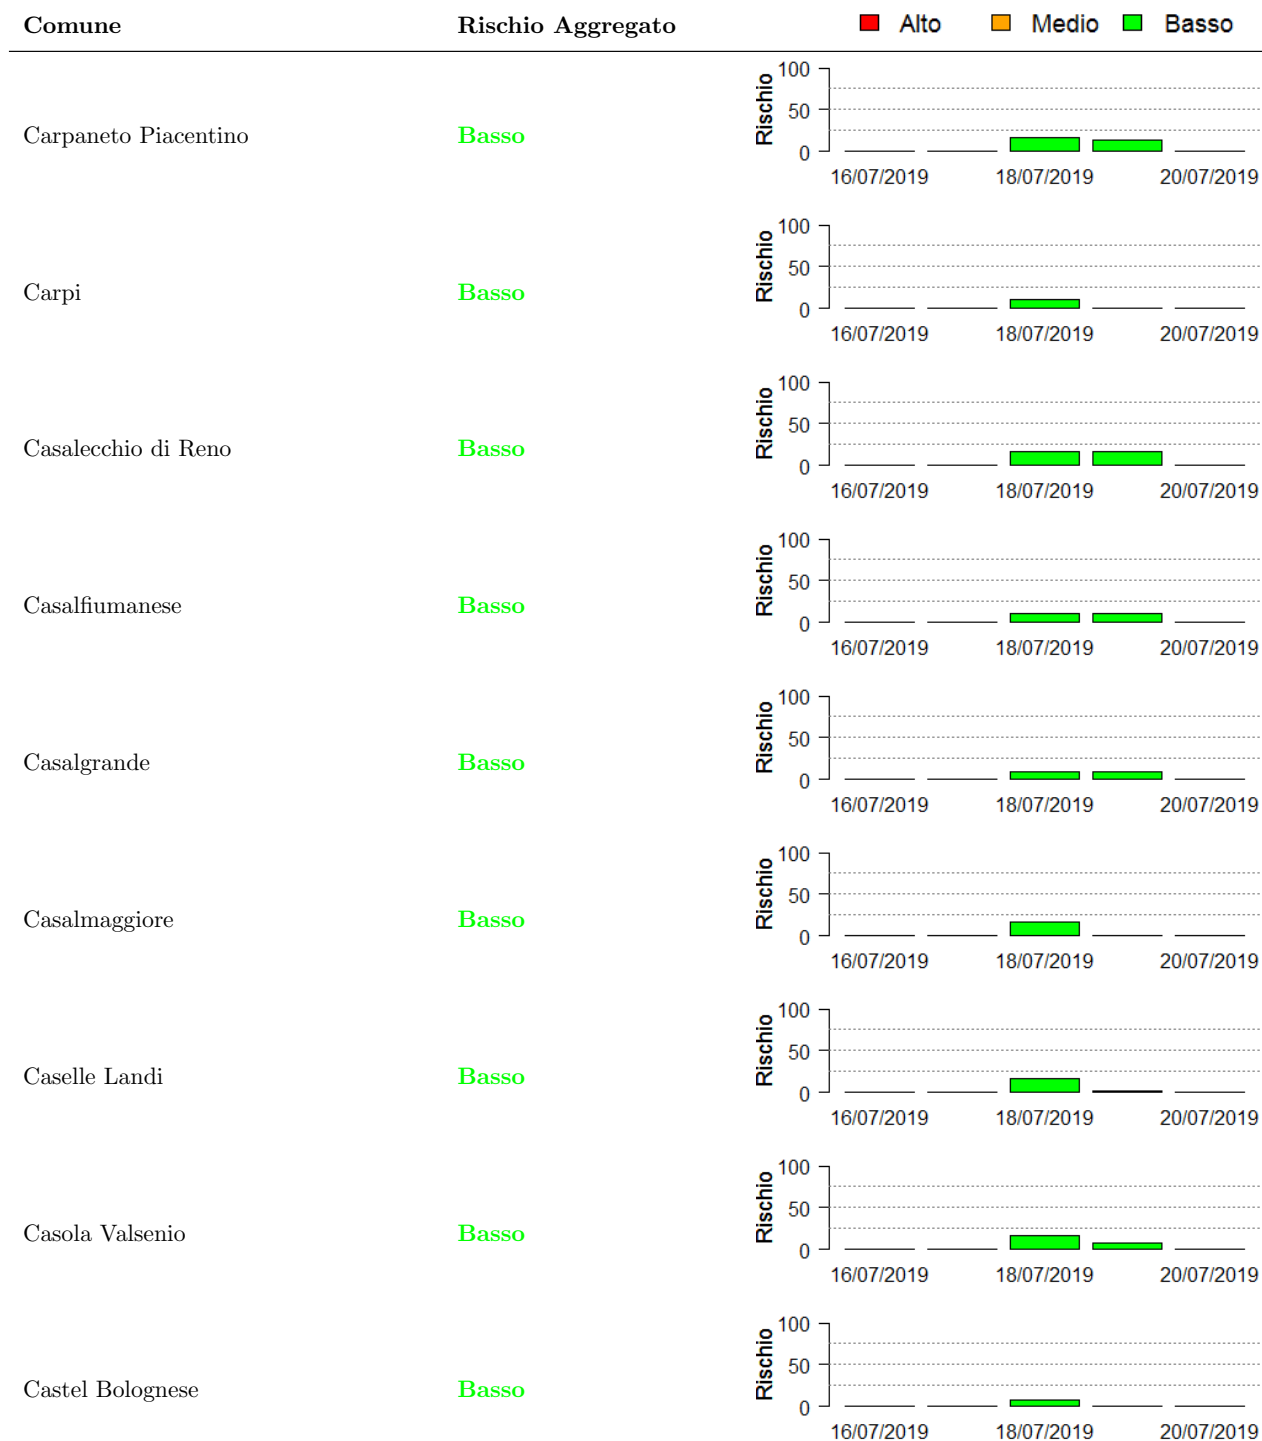 Comune Rischio Aggregato Alto Medio Basso
Carpaneto Piacentino Basso
Rischio
100
50
0
16/07/2019 18/07/2019 20/07/2019
Carpi Basso
Rischio
100
50
0
16/07/2019 18/07/2019 20/07/2019
Casalecchio di Reno Basso
Rischio
100
50
0
16/07/2019 18/07/2019 20/07/2019
Casalfiumanese Basso
Rischio
100
50
0
16/07/2019 18/07/2019 20/07/2019
Casalgrande Basso
Rischio
100
50
0
16/07/2019 18/07/2019 20/07/2019
Casalmaggiore Basso
Rischio
100
50
0
16/07/2019 18/07/2019 20/07/2019
Caselle Landi Basso
Rischio
100
50
0
16/07/2019 18/07/2019 20/07/2019
Casola Valsenio Basso
Rischio
100
50
0
16/07/2019 18/07/2019 20/07/2019
Castel Bolognese Basso
Rischio
100
50
0
16/07/2019 18/07/2019 20/07/2019